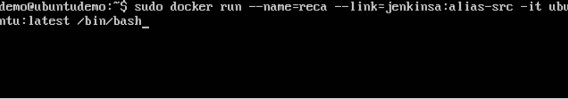 demo@ubuntudemo:~$ sudo docker run --name=reca --link=jenkinsa:alias-src -it ubu
ntu:latest /bin/bash_